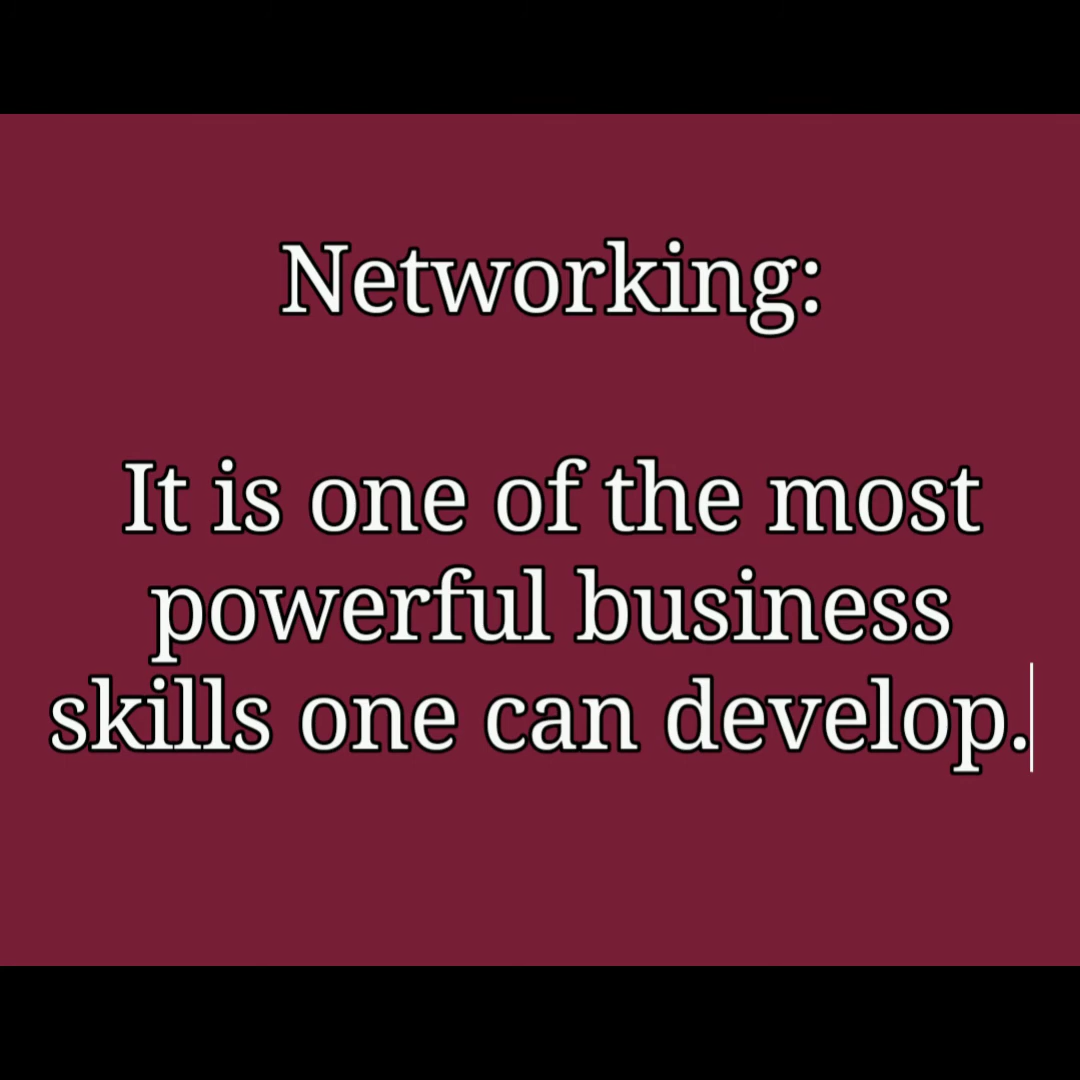 Networking:
It is one of the most
powerful business
skills one can develop.